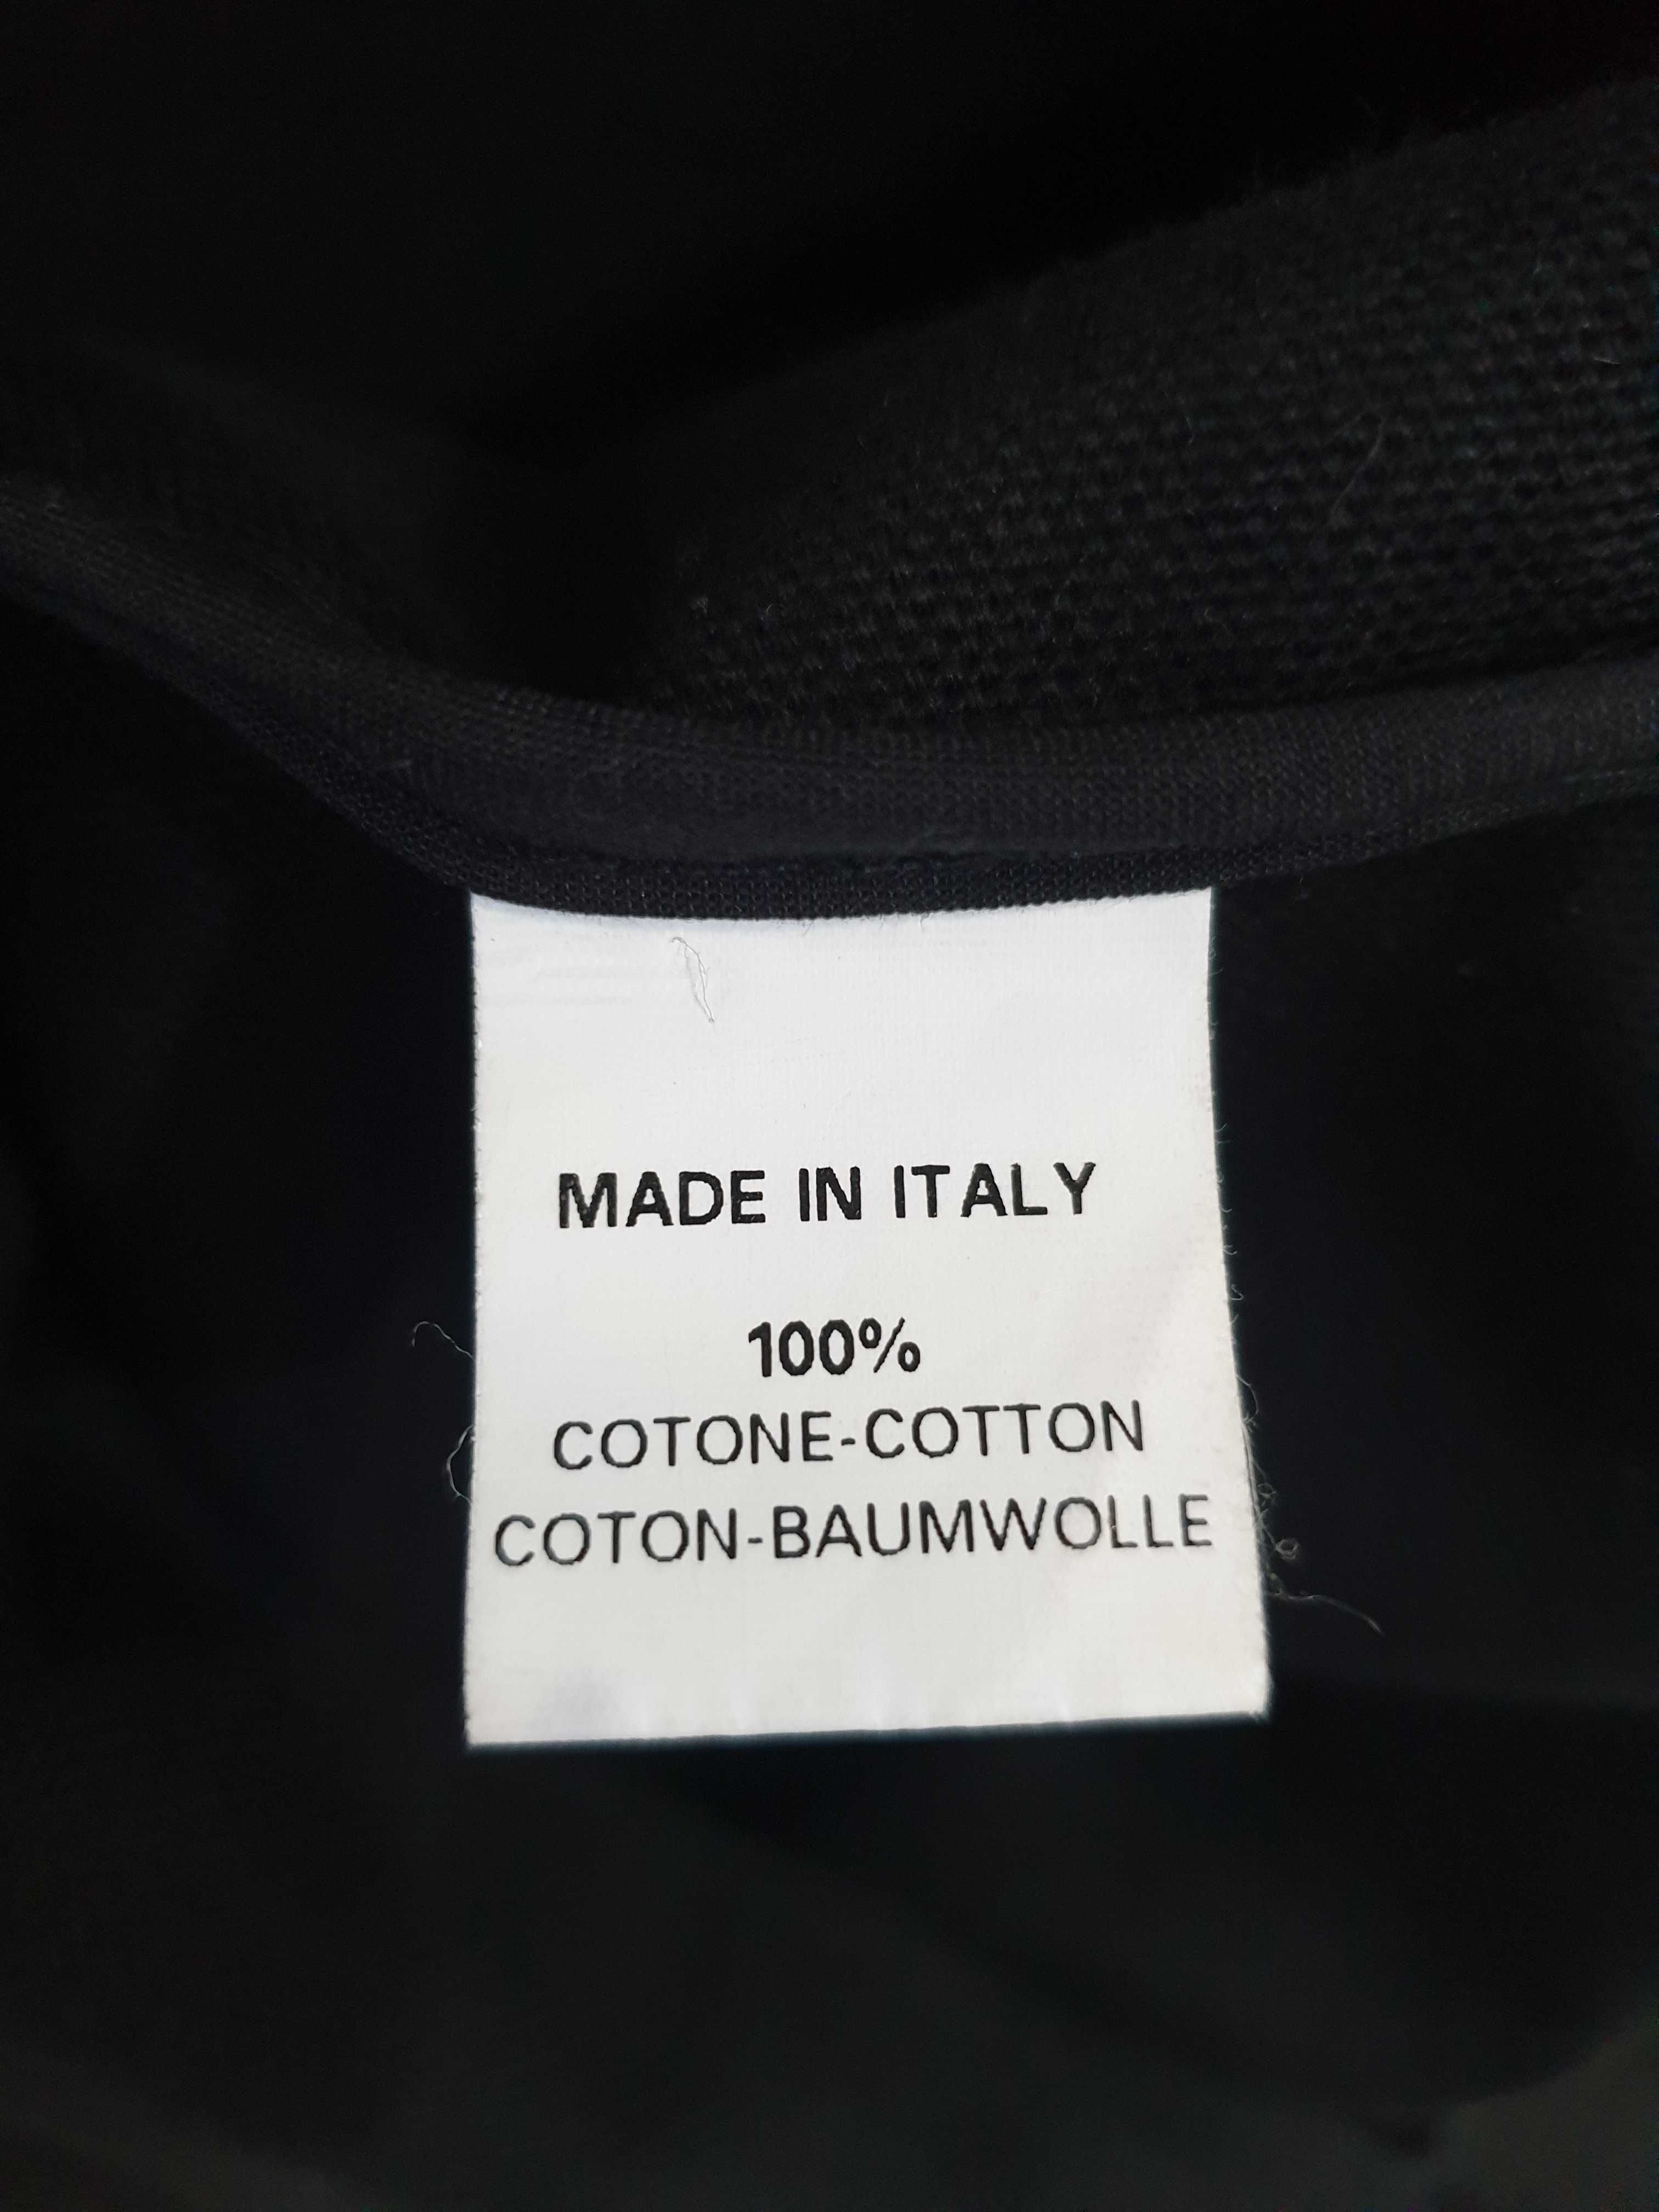 MADE IN ITALY
100%
COTONE-COTTON
COTON-BAUMWOLLE